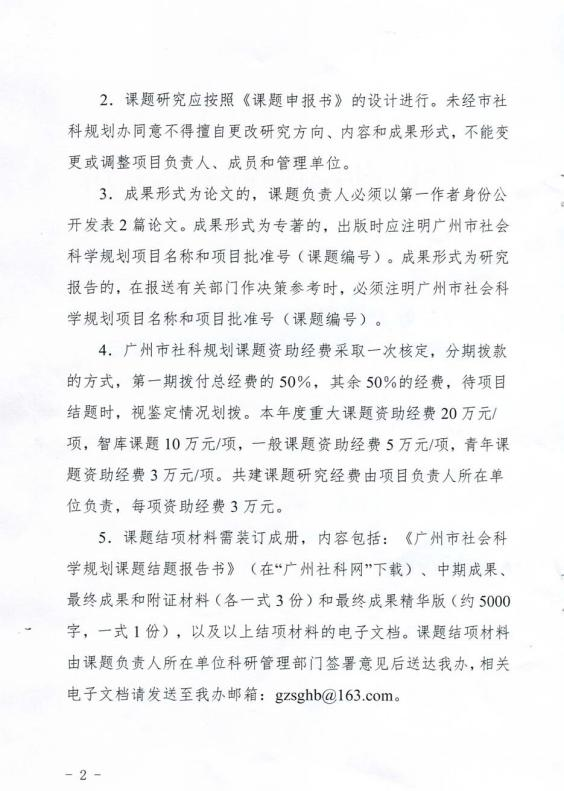 2．课题研究应按照《课题申报书》的设计进行。未经市社
科规划办同意不得擅自更改研究方向、内容和成果形式，不能变
更或调整项目负责人、成员和管理单位。
3．成果形式为论文的，课题负责人必须以第一作者身份公
开发表 2 篇论文。成果形式为专著的，出版时应注明广州市社会
科学规划项目名称和项目批准号（课题编号）。成果形式为研究
报告的，在报送有关部门作决策参考时，必须注明广州市社会科
学规划项目名称和项目批准号（课题编号）。
4．广州市社科规划课题资助经费采取一次核定，分期拨款
的方式，第一期拨付总经费的 50%，其余 50%的经费，待项目
结题时，视鉴定情况划拨。本年度重大课题资助经费 20 万元/
项，智库课题 10 万元/项，一般课题资助经费 5 万元/项，青年课
题资助经费 3 万元/项。共建课题研究经费由项目负责人所在单
位负责，每项资助经费 3 万元。
5．课题结项材料需装订成册，内容包括：《广州市社会科
学规划课题结题报告书》（在“广州社科网”下载）、中期成果、
最终成果和附证材料（各一式 3 份）和最终成果精华版（约 5000
字，一式 1 份），以及以上结项材料的电子文档。课题结项材料
由课题负责人所在单位科研管理部门签署意见后送达我办，相关
电子文档请发送至我办邮箱：gzsghb@163.com。
- 2 -